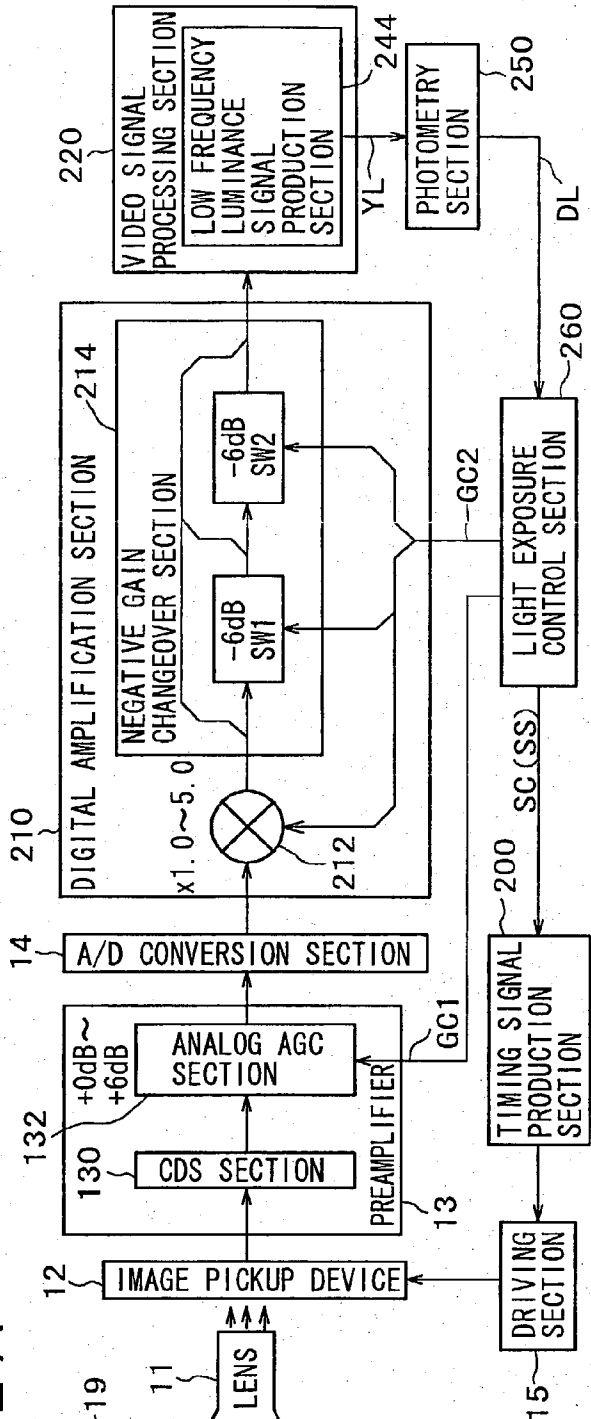 19
11
LENS
12
IMAGE PICKUP DEVICE
15
DRIVING
SECTION
13
PREAMPLIFIER
130
CDS SECTION
132
+0dB~
+6dB
ANALOG AGC
SECTION
GC1
14
A/D CONVERSION SECTION
200
TIMING SIGNAL
PRODUCTION
SECTION
SC(SS)
210
DIGITAL AMPLIFICATION SECTION
x1.0~5.0
212
NEGATIVE GAIN
CHANGEOVER SECTION
214
-6dB
SW1
-6dB
SW2
GC2
LIGHT EXPOSURE
CONTROL SECTION
260
220
VIDEO SIGNAL
PROCESSING SECTION
LOW FREQUENCY
LUMINANCE
SIGNAL
PRODUCTION
SECTION
244
YL
PHOTOMETRY
SECTION
250
DL